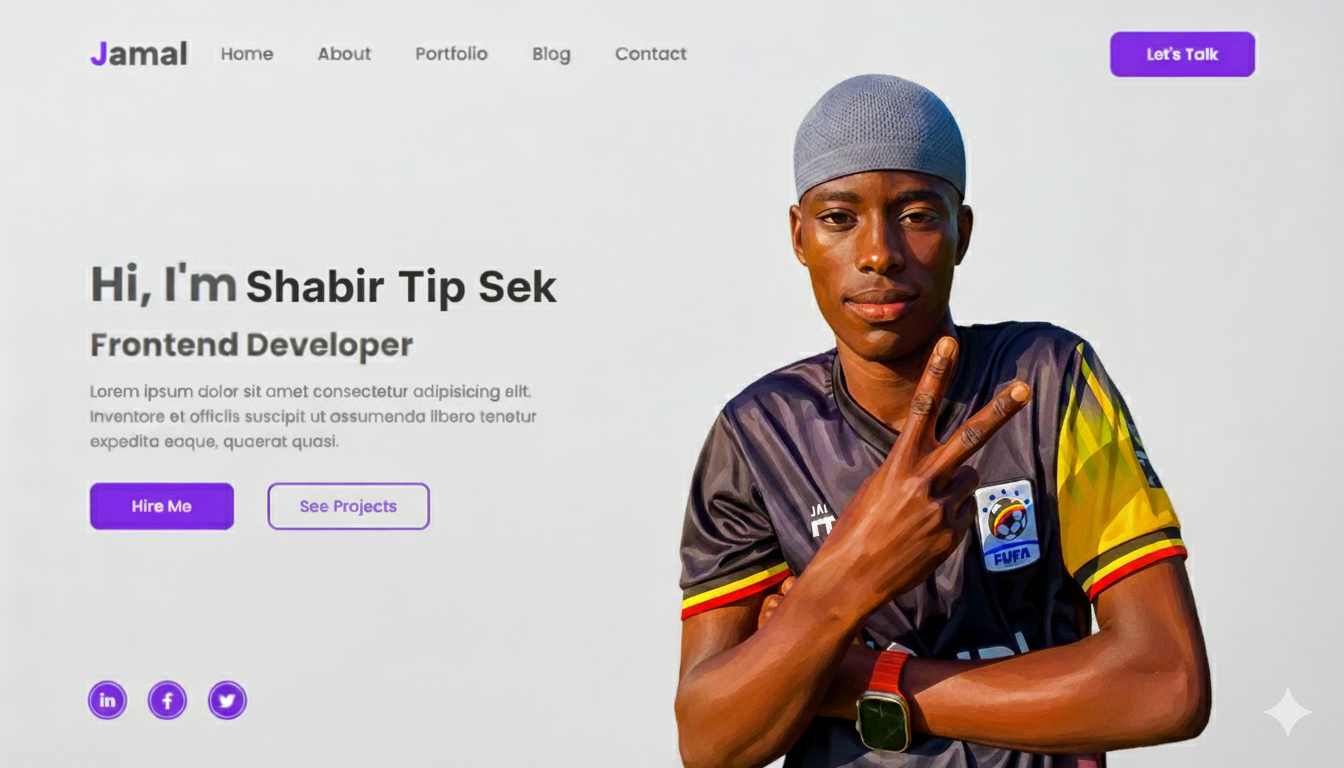 Jamal Home About Portfolio Blog Contact Let's Talk
Hi, I'm Shabir Tip Sek
Frontend Developer
Lorem ipsum dolor sit amet consectetur adipisicing elit.
Inventore et officiis suscipit ut assumenda libero tenetur
expedita eaque, quaerat quasi.
Hire Me See Projects
FUFA
in f